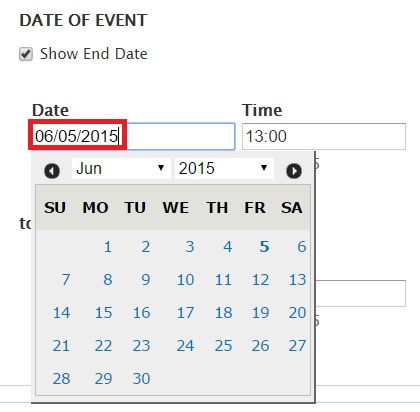 DATE OF EVENT
Show End Date
Date Time
06/05/2015 13:00
Jun 2015
SU MO TU WE TH FR SA
1 2 3 4 5 6
7 8 9 10 11 12 13
14 15 16 17 18 19 20
21 22 23 24 25 26 27
28 29 30